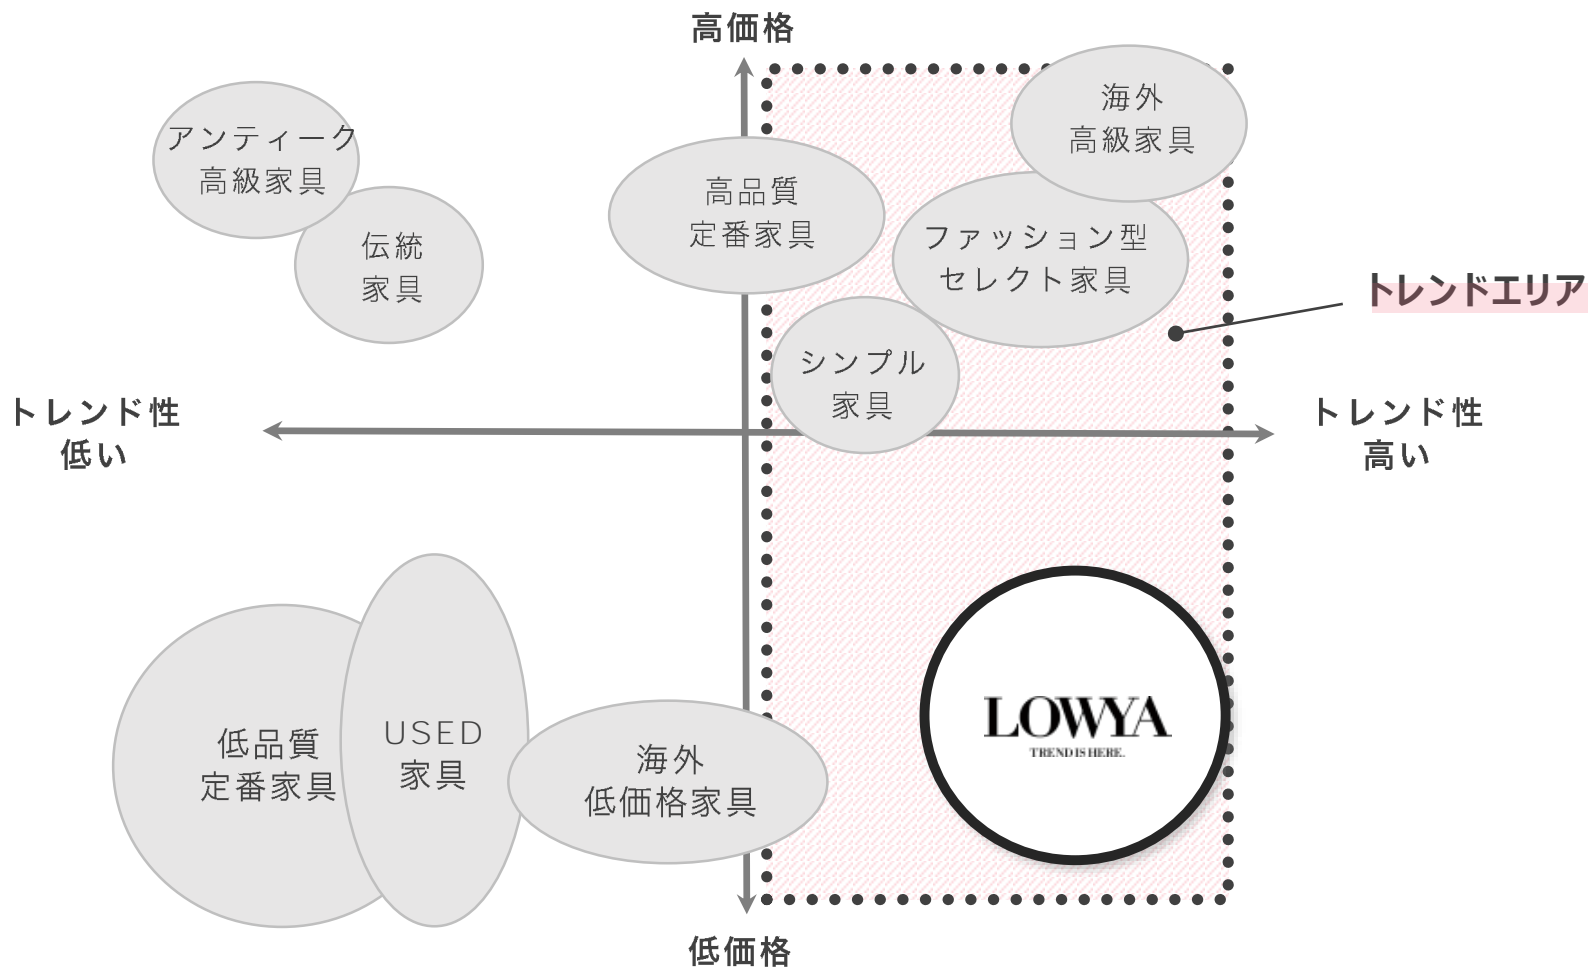 高価格
海外
高級家具
アンティーク
高級家具
高品質
定番家具
伝統
家具
ファッション型
セレクト家具
トレンドエリア
シンプル
家具
トレンド性
低い
トレンド性
高い
低品質
定番家具
USED
家具
海外
低価格家具
LOWYA
TREND IS HERE.
低価格